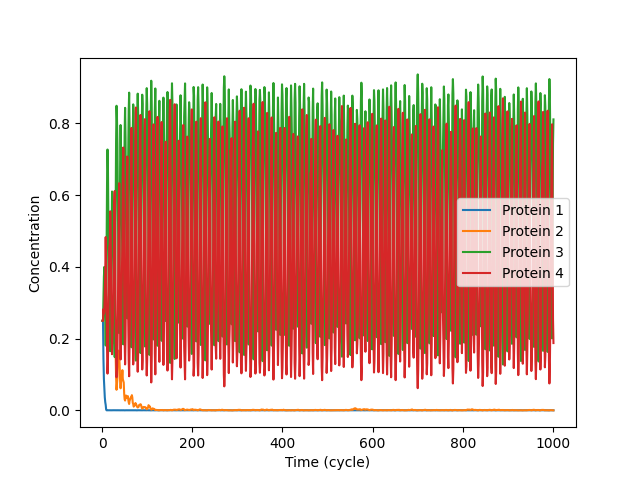 Concentration
0.8
0.6
0.4
0.2
0.0
Protein 1
Protein 2
Protein 3
Protein 4
0 200 400 600 800 1000
Time (cycle)